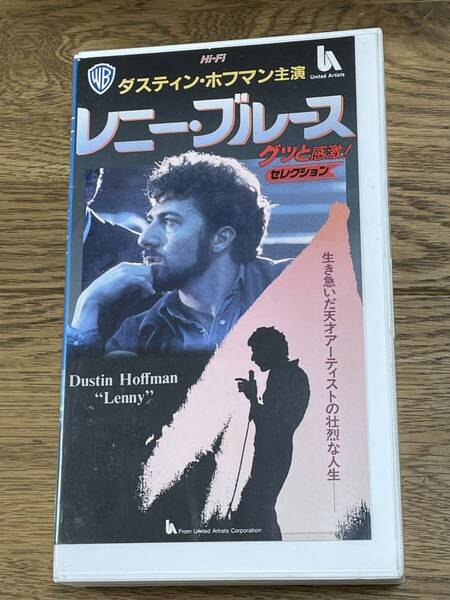 WB
Hi-Fi
ダスティン・ホフマン主演
United Artists
レニー・ブルース
グッと感激!
セレクション
生き急いだ天才アーティストの壮烈な人生――
Dustin Hoffman
“Lenny”
From United Artists Corporation